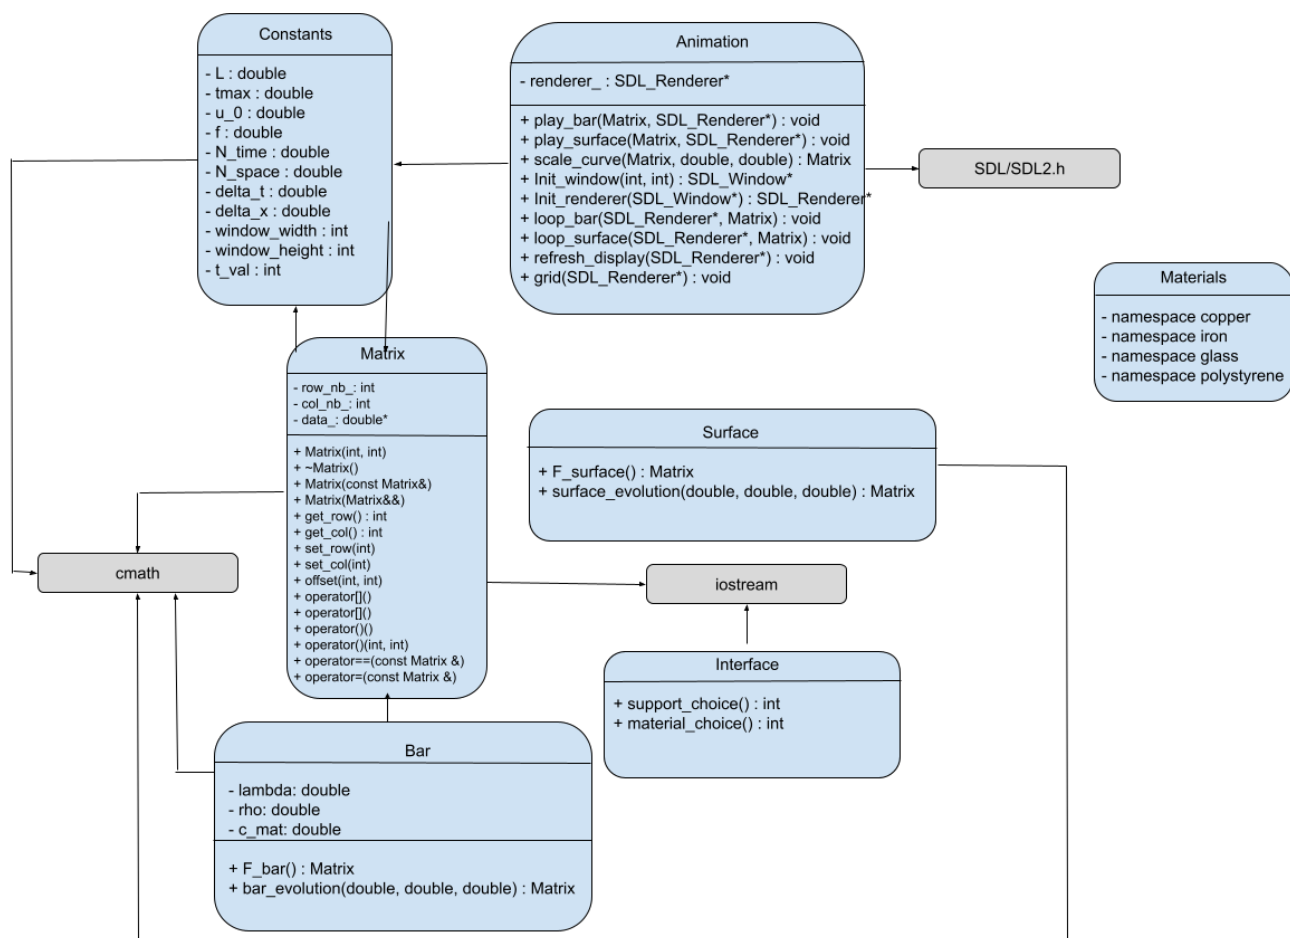 Constants
- L : double
- tmax : double
- u_0 : double
- f : double
- N_time : double
- N_space : double
- delta_t : double
- delta_x : double
- window_width : int
- window_height : int
- t_val : int
Animation
- renderer_ : SDL_Renderer*
+ play_bar(Matrix, SDL_Renderer*) : void
+ play_surface(Matrix, SDL_Renderer*) : void
+ scale_curve(Matrix, double, double) : Matrix
+ Init_window(int, int) : SDL_Window*
+ Init_renderer(SDL_Window*) : SDL_Renderer*
+ loop_bar(SDL_Renderer*, Matrix) : void
+ loop_surface(SDL_Renderer*, Matrix) : void
+ refresh_display(SDL_Renderer*) : void
+ grid(SDL_Renderer*) : void
SDL/SDL2.h
Materials
- namespace copper
- namespace iron
- namespace glass
- namespace polystyrene
Matrix
- row_nb_: int
- col_nb_: int
- data_: double*
+ Matrix(int, int)
+ ~Matrix()
+ Matrix(const Matrix&)
+ Matrix(Matrix&&)
+ get_row() : int
+ get_col() : int
+ set_row(int)
+ set_col(int)
+ offset(int, int)
+ operator[]()
+ operator[]()
+ operator()()
+ operator()(int, int)
+ operator==(const Matrix &)
+ operator=(const Matrix &)
Surface
+ F_surface() : Matrix
+ surface_evolution(double, double, double) : Matrix
cmath
iostream
Interface
+ support_choice() : int
+ material_choice() : int
Bar
- lambda: double
- rho: double
- c_mat: double
+ F_bar() : Matrix
+ bar_evolution(double, double, double) : Matrix